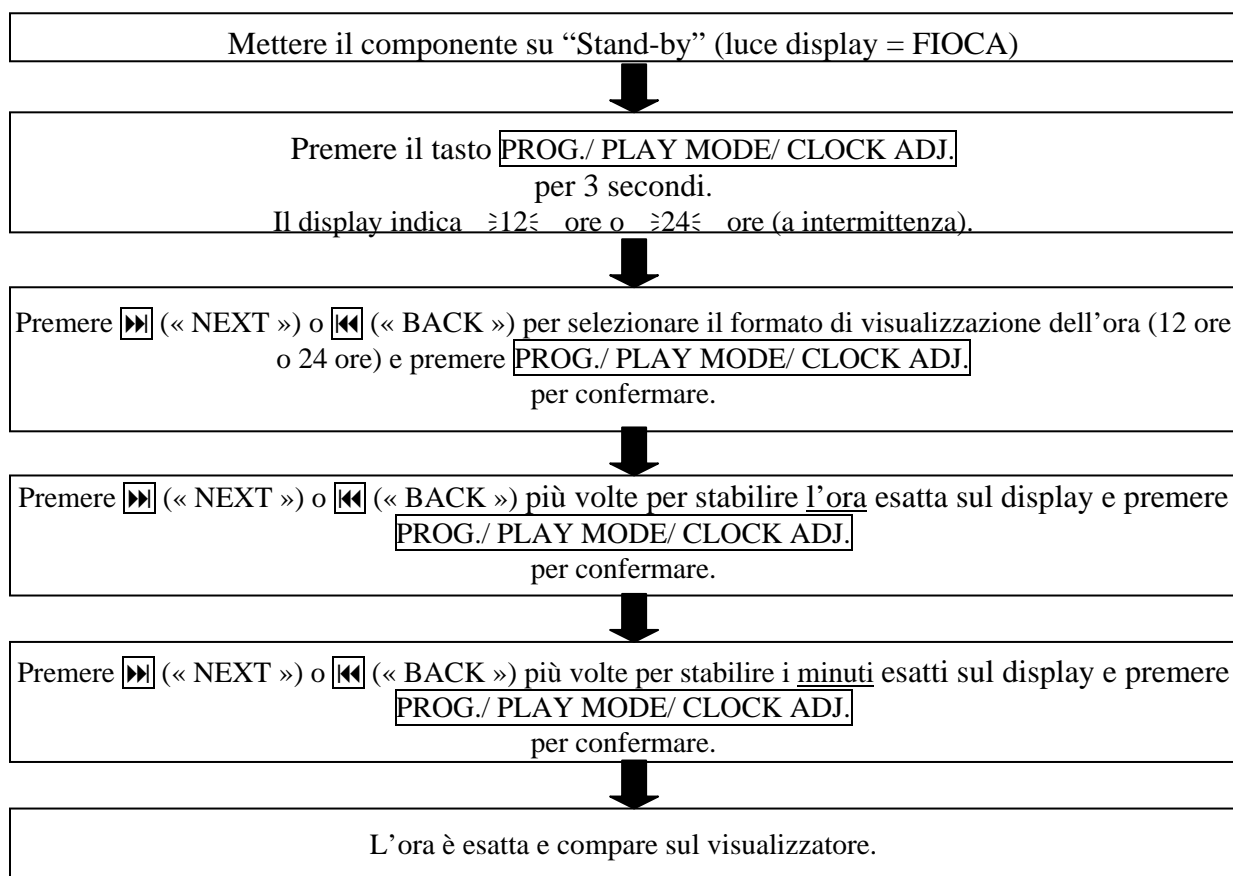 Mettere il componente su “Stand-by” (luce display = FIOCA)
Premere il tasto PROG./ PLAY MODE/ CLOCK ADJ.
per 3 secondi.
Il display indica 12 ore o 24 ore (a intermittenza).
Premere ⏭ (« NEXT ») o ⏮ (« BACK ») per selezionare il formato di visualizzazione dell’ora (12 ore
o 24 ore) e premere PROG./ PLAY MODE/ CLOCK ADJ.
per confermare.
Premere ⏭ (« NEXT ») o ⏮ (« BACK ») più volte per stabilire l’ora esatta sul display e premere
PROG./ PLAY MODE/ CLOCK ADJ.
per confermare.
Premere ⏭ (« NEXT ») o ⏮ (« BACK ») più volte per stabilire i minuti esatti sul display e premere
PROG./ PLAY MODE/ CLOCK ADJ.
per confermare.
L’ora è esatta e compare sul visualizzatore.